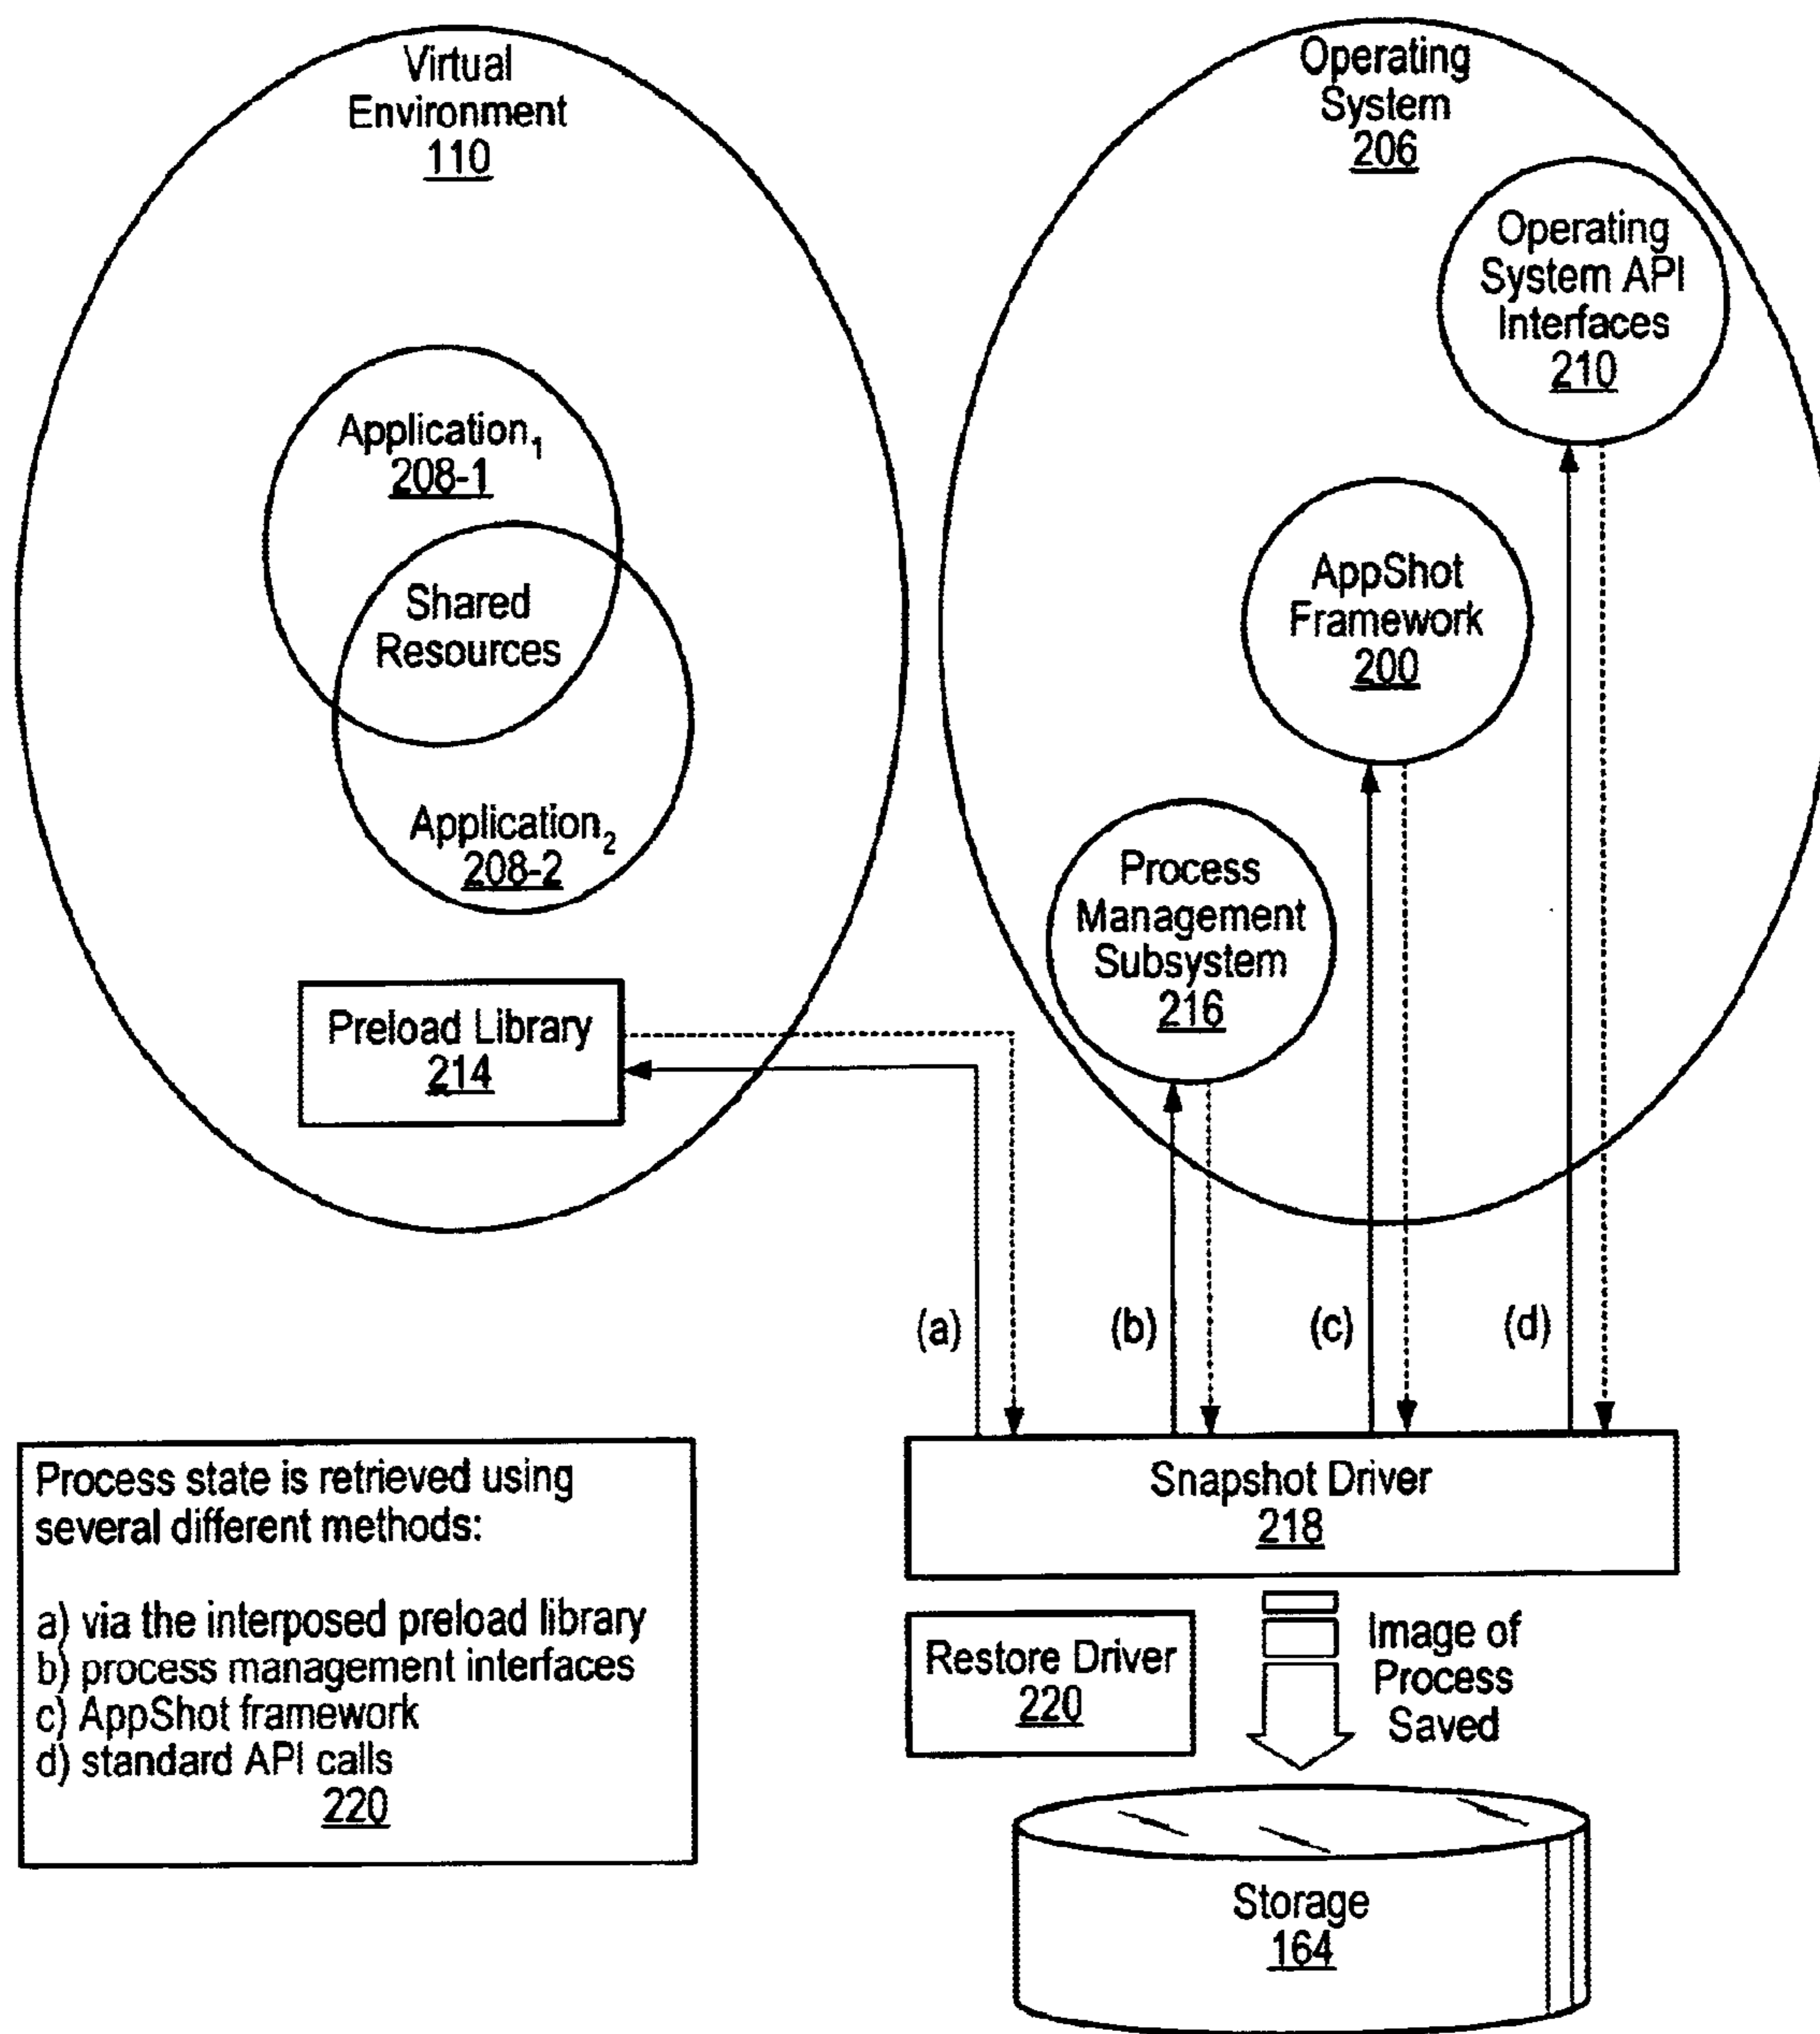 Virtual
Environment
110
Application1
208-1
Shared
Resources
Application2
208-2
Preload Library
214
Operating
System
206
Operating
System API
Interfaces
210
AppShot
Framework
200
Process
Management
Subsystem
216
(a)
(b)
(c)
(d)
Process state is retrieved using
several different methods:
a) via the interposed preload library
b) process management interfaces
c) AppShot framework
d) standard API calls
220
Snapshot Driver
218
Restore Driver
220
Image of
Process
Saved
Storage
164